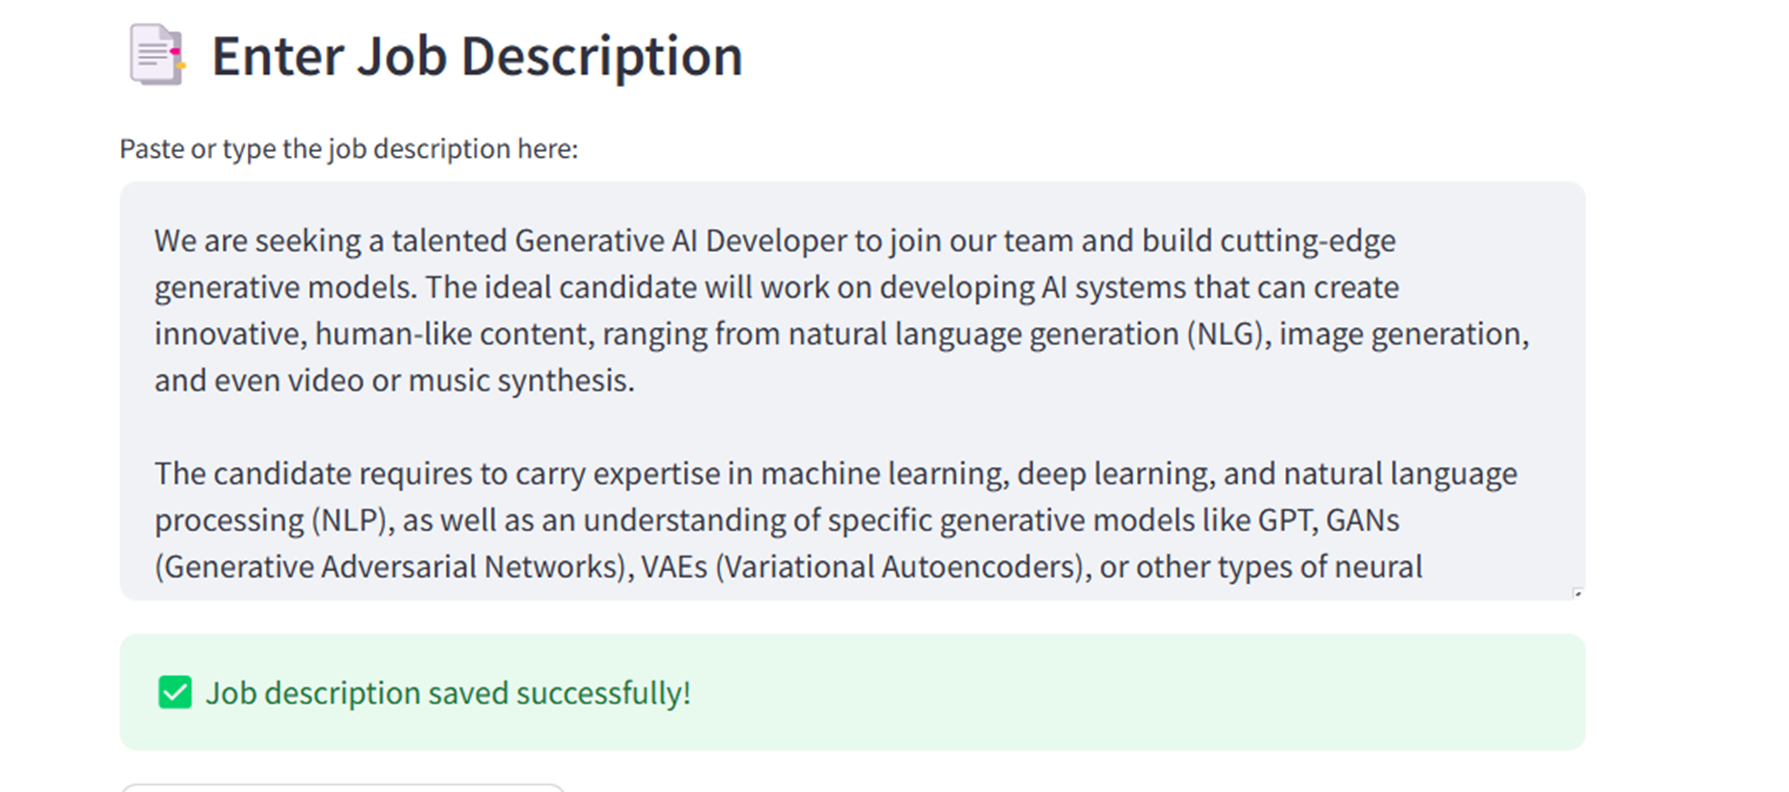 Enter Job Description
Paste or type the job description here:
We are seeking a talented Generative AI Developer to join our team and build cutting-edge
generative models. The ideal candidate will work on developing AI systems that can create
innovative, human-like content, ranging from natural language generation (NLG), image generation,
and even video or music synthesis.
The candidate requires to carry expertise in machine learning, deep learning, and natural language
processing (NLP), as well as an understanding of specific generative models like GPT, GANs
(Generative Adversarial Networks), VAEs (Variational Autoencoders), or other types of neural
Job description saved successfully!